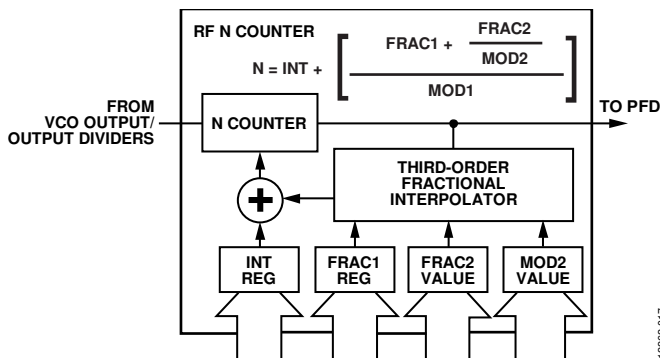 RF N COUNTER
N = INT +
FRAC1 +
FRAC2
MOD2
MOD1
FROM
VCO OUTPUT/
OUTPUT DIVIDERS
N COUNTER
TO PFD
THIRD-ORDER
FRACTIONAL
INTERPOLATOR
+
INT
REG
FRAC1
REG
FRAC2
VALUE
MOD2
VALUE